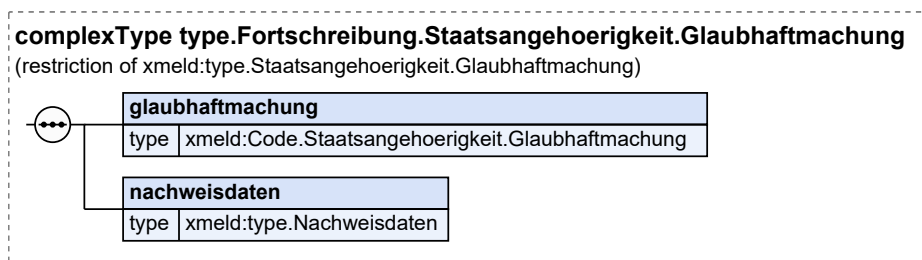 complexType type.Fortschreibung.Staatsangehoerigkeit.Glaubhaftmachung
(restriction of xmeld:type.Staatsangehoerigkeit.Glaubhaftmachung)
glaubhaftmachung
type xmeld:Code.Staatsangehoerigkeit.Glaubhaftmachung
nachweisdaten
type xmeld:type.Nachweisdaten